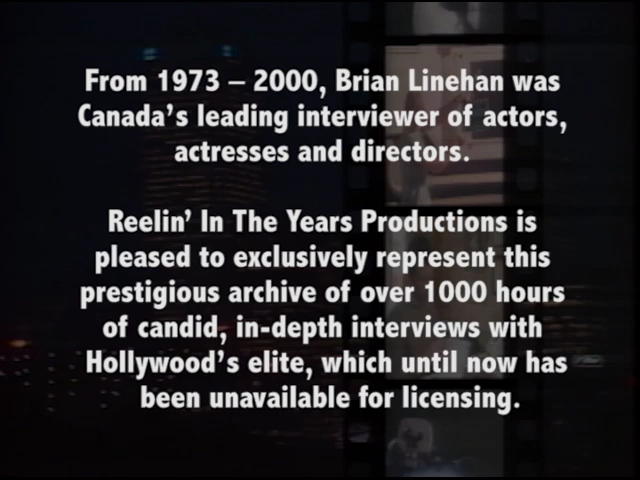 From 1973 – 2000, Brian Linehan was
Canada's leading interviewer of actors,
actresses and directors.
Reelin' In The Years Productions is
pleased to exclusively represent this
prestigious archive of over 1000 hours
of candid, in-depth interviews with
Hollywood's elite, which until now has
been unavailable for licensing.